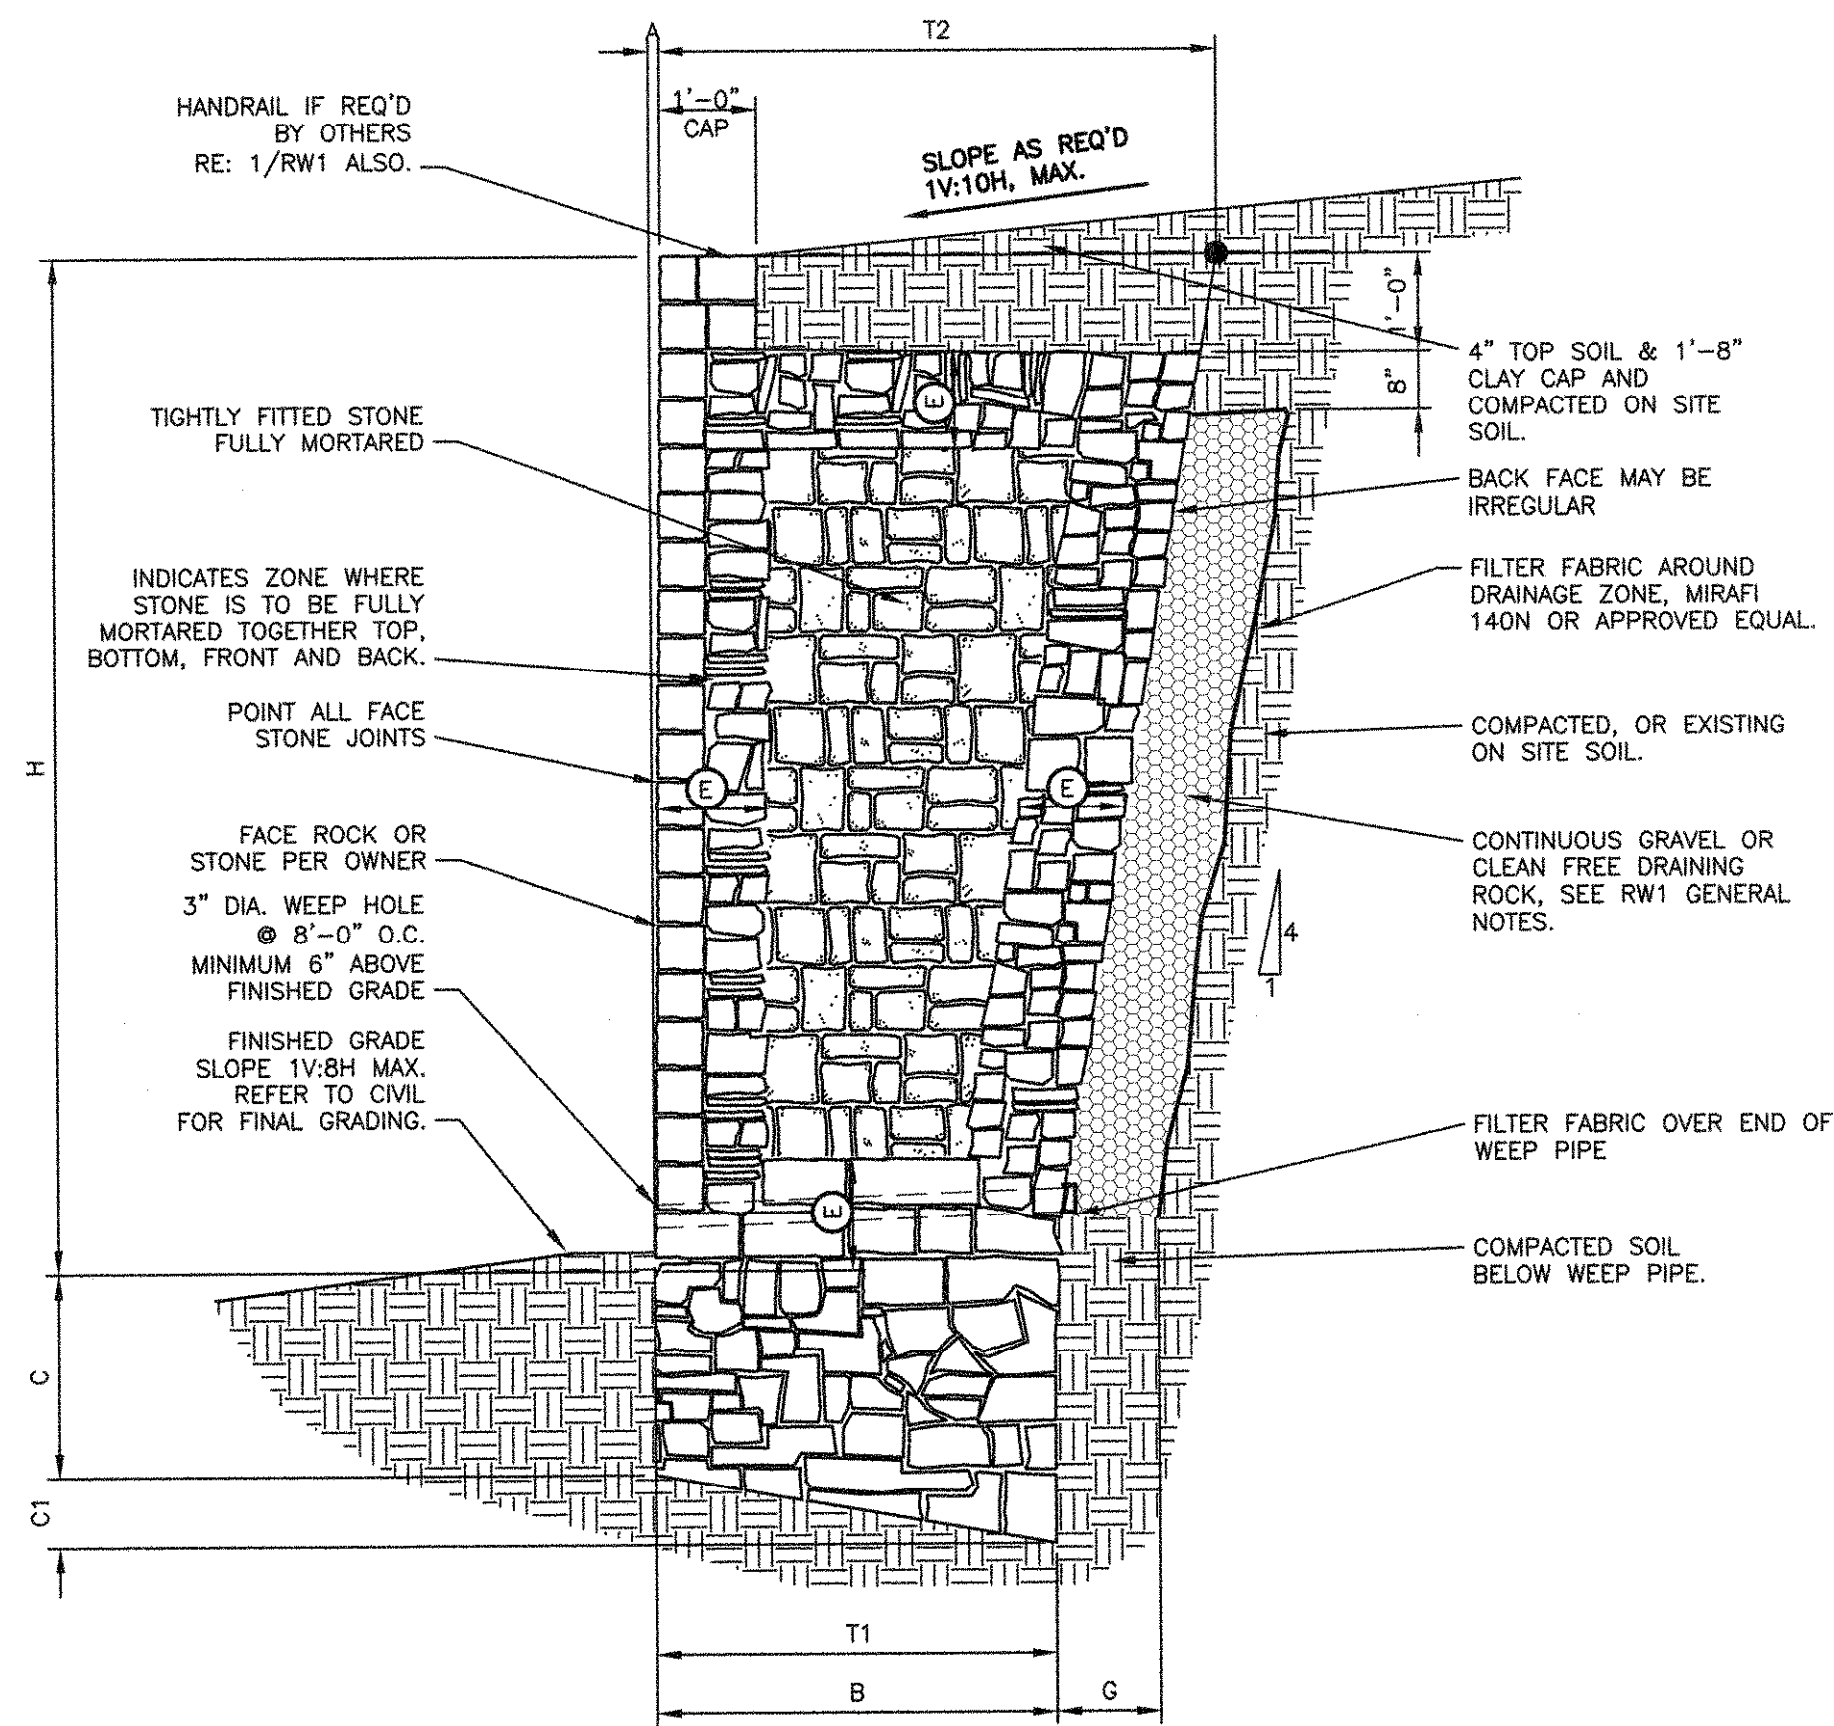 A
T2
1'-0"
CAP
HANDRAIL IF REQ'D
BY OTHERS
RE: 1/RW1 ALSO.
SLOPE AS REQ'D
1V:10H, MAX.
1'-0"
8"
4" TOP SOIL & 1'-8"
CLAY CAP AND
COMPACTED ON SITE
SOIL.
E
TIGHTLY FITTED STONE
FULLY MORTARED
BACK FACE MAY BE
IRREGULAR
INDICATES ZONE WHERE
STONE IS TO BE FULLY
MORTARED TOGETHER TOP,
BOTTOM, FRONT AND BACK.
FILTER FABRIC AROUND
DRAINAGE ZONE, MIRAFI
140N OR APPROVED EQUAL.
POINT ALL FACE
STONE JOINTS
COMPACTED, OR EXISTING
ON SITE SOIL.
H
E
E
FACE ROCK OR
STONE PER OWNER
CONTINUOUS GRAVEL OR
CLEAN FREE DRAINING
ROCK, SEE RW1 GENERAL
NOTES.
3" DIA. WEEP HOLE
@ 8'-0" O.C.
MINIMUM 6" ABOVE
FINISHED GRADE
4
1
FINISHED GRADE
SLOPE 1V:8H MAX.
REFER TO CIVIL
FOR FINAL GRADING.
FILTER FABRIC OVER END OF
WEEP PIPE
E
COMPACTED SOIL
BELOW WEEP PIPE.
C
C1
T1
B
G